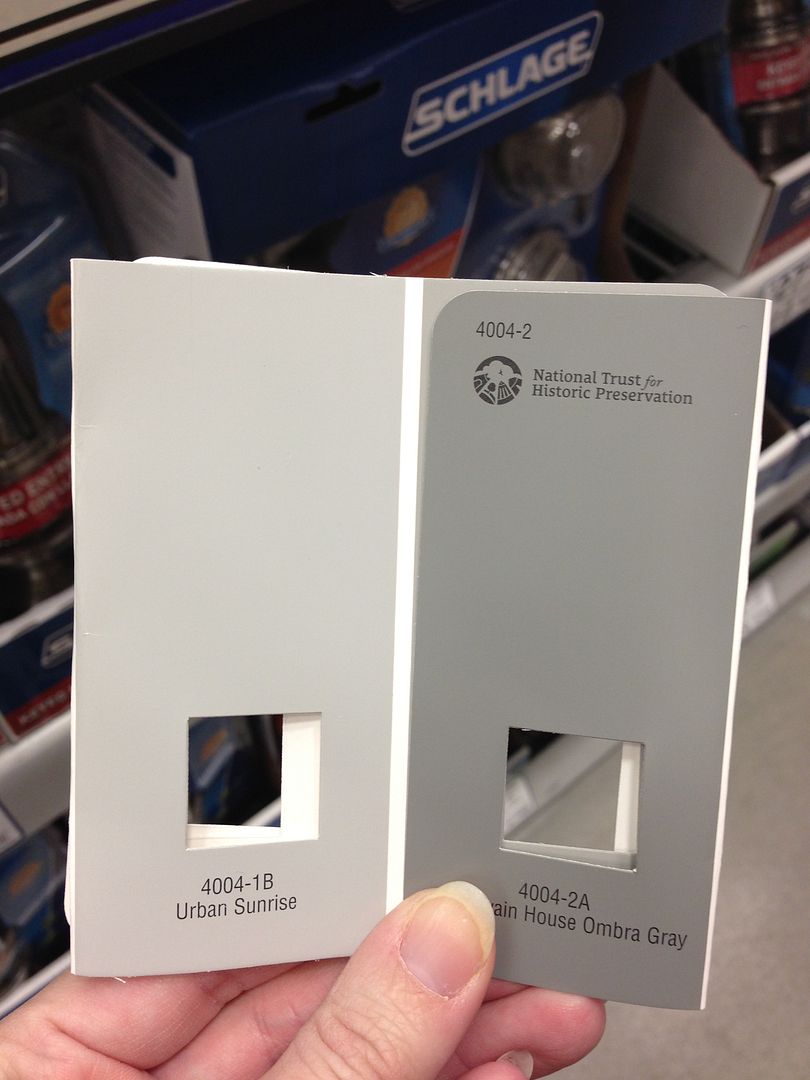 SCHLAGE
4004-2
National Trust for
Historic Preservation
4004-1B
Urban Sunrise
4004-2A
House Ombra Gray